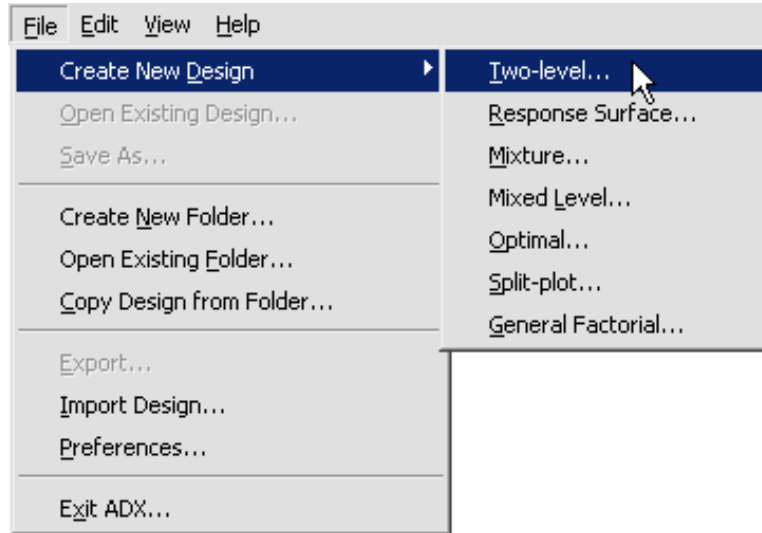 File Edit View Help
Create New Design
Open Existing Design...
Save As...
Create New Folder...
Open Existing Folder...
Copy Design from Folder...
Export...
Import Design...
Preferences...
Exit ADX...
Two-level...
Response Surface...
Mixture...
Mixed Level...
Optimal...
Split-plot...
General Factorial...